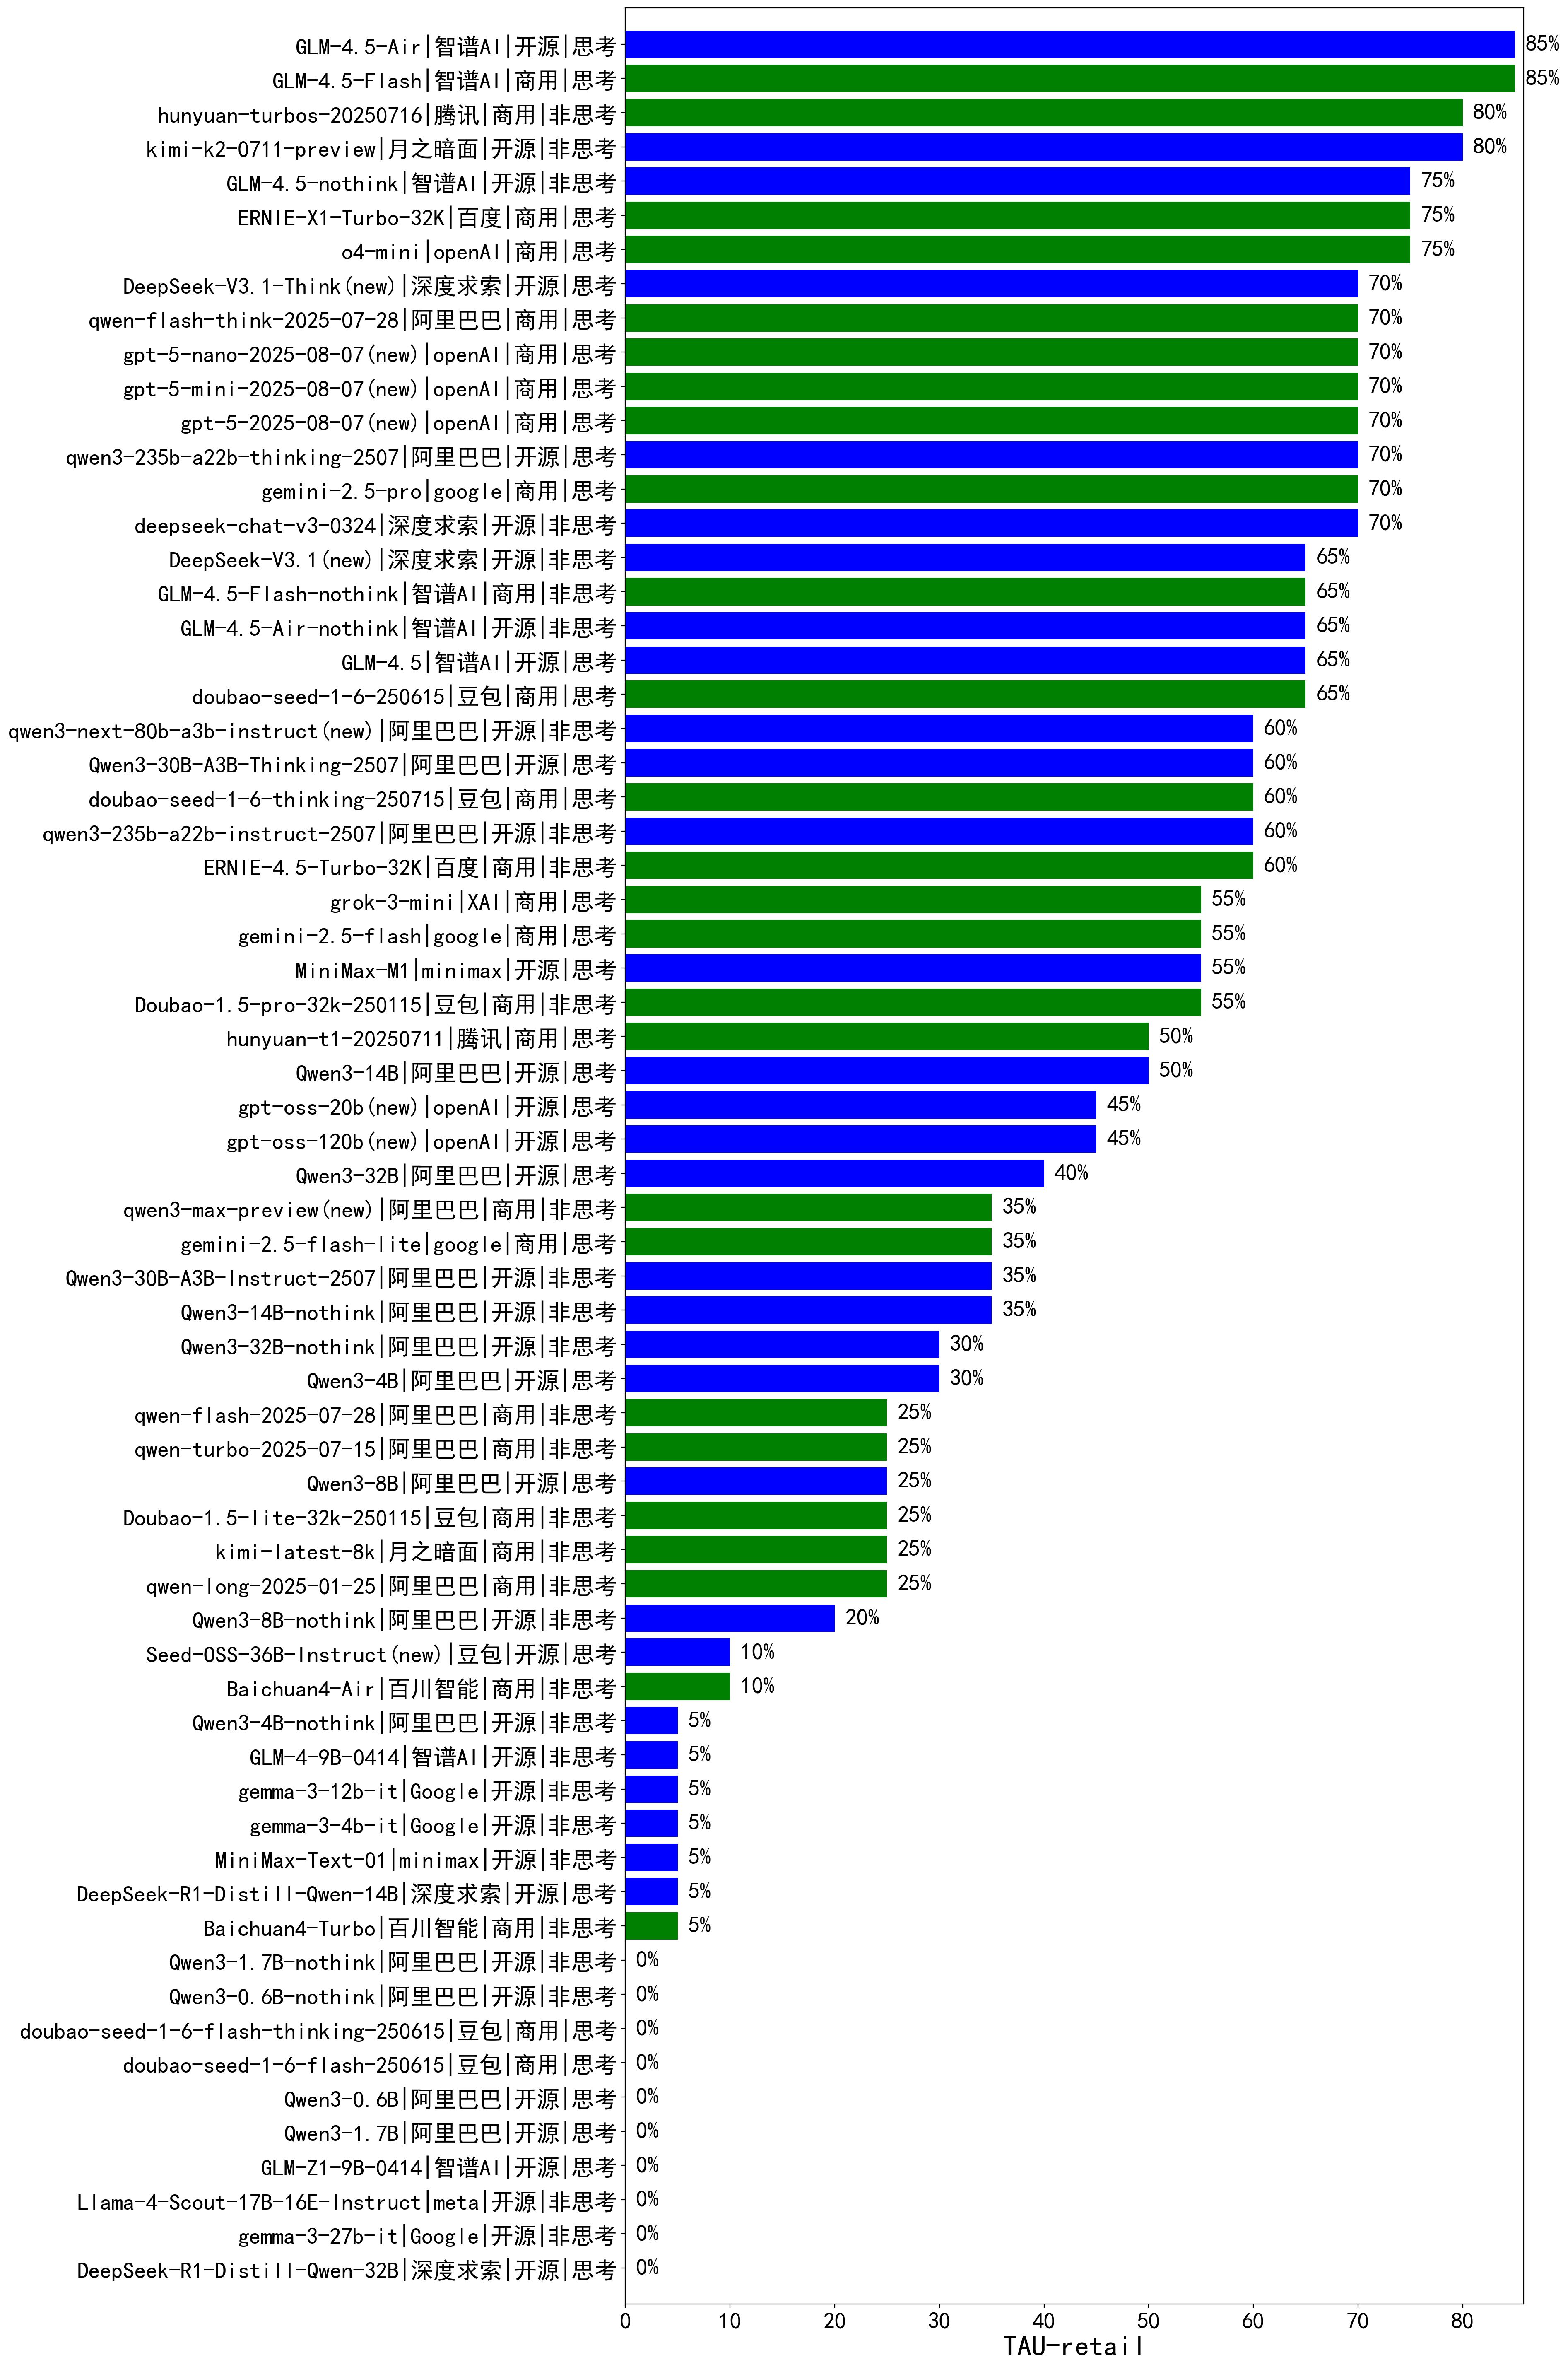 GLM-4.5-Air|智谱AI|开源|思考 85%
GLM-4.5-Flash|智谱AI|商用|思考 85%
hunyuan-turbos-20250716|腾讯|商用|非思考 80%
kimi-k2-0711-preview|月之暗面|开源|非思考 80%
GLM-4.5-nothink|智谱AI|开源|非思考 75%
ERNIE-X1-Turbo-32K|百度|商用|思考 75%
o4-mini|openAI|商用|思考 75%
DeepSeek-V3.1-Think(new)|深度求索|开源|思考 70%
qwen-flash-think-2025-07-28|阿里巴巴|商用|思考 70%
gpt-5-nano-2025-08-07(new)|openAI|商用|思考 70%
gpt-5-mini-2025-08-07(new)|openAI|商用|思考 70%
gpt-5-2025-08-07(new)|openAI|商用|思考 70%
qwen3-235b-a22b-thinking-2507|阿里巴巴|开源|思考 70%
gemini-2.5-pro|google|商用|思考 70%
deepseek-chat-v3-0324|深度求索|开源|非思考 70%
DeepSeek-V3.1(new)|深度求索|开源|非思考 65%
GLM-4.5-Flash-nothink|智谱AI|商用|非思考 65%
GLM-4.5-Air-nothink|智谱AI|开源|非思考 65%
GLM-4.5|智谱AI|开源|思考 65%
doubao-seed-1-6-250615|豆包|商用|思考 65%
qwen3-next-80b-a3b-instruct(new)|阿里巴巴|开源|非思考 60%
Qwen3-30B-A3B-Thinking-2507|阿里巴巴|开源|思考 60%
doubao-seed-1-6-thinking-250715|豆包|商用|思考 60%
qwen3-235b-a22b-instruct-2507|阿里巴巴|开源|非思考 60%
ERNIE-4.5-Turbo-32K|百度|商用|非思考 60%
grok-3-mini|XAI|商用|思考 55%
gemini-2.5-flash|google|商用|思考 55%
MiniMax-M1|minimax|开源|思考 55%
Doubao-1.5-pro-32k-250115|豆包|商用|非思考 55%
hunyuan-t1-20250711|腾讯|商用|思考 50%
Qwen3-14B|阿里巴巴|开源|思考 50%
gpt-oss-20b(new)|openAI|开源|思考 45%
gpt-oss-120b(new)|openAI|开源|思考 45%
Qwen3-32B|阿里巴巴|开源|思考 40%
qwen3-max-preview(new)|阿里巴巴|商用|非思考 35%
gemini-2.5-flash-lite|google|商用|思考 35%
Qwen3-30B-A3B-Instruct-2507|阿里巴巴|开源|非思考 35%
Qwen3-14B-nothink|阿里巴巴|开源|非思考 35%
Qwen3-32B-nothink|阿里巴巴|开源|非思考 30%
Qwen3-4B|阿里巴巴|开源|思考 30%
qwen-flash-2025-07-28|阿里巴巴|商用|非思考 25%
qwen-turbo-2025-07-15|阿里巴巴|商用|非思考 25%
Qwen3-8B|阿里巴巴|开源|思考 25%
Doubao-1.5-lite-32k-250115|豆包|商用|非思考 25%
kimi-latest-8k|月之暗面|商用|非思考 25%
qwen-long-2025-01-25|阿里巴巴|商用|非思考 25%
Qwen3-8B-nothink|阿里巴巴|开源|非思考 20%
Seed-OSS-36B-Instruct(new)|豆包|开源|思考 10%
Baichuan4-Air|百川智能|商用|非思考 10%
Qwen3-4B-nothink|阿里巴巴|开源|非思考 5%
GLM-4-9B-0414|智谱AI|开源|非思考 5%
gemma-3-12b-it|Google|开源|非思考 5%
gemma-3-4b-it|Google|开源|非思考 5%
MiniMax-Text-01|minimax|开源|非思考 5%
DeepSeek-R1-Distill-Qwen-14B|深度求索|开源|思考 5%
Baichuan4-Turbo|百川智能|商用|非思考 5%
Qwen3-1.7B-nothink|阿里巴巴|开源|非思考 0%
Qwen3-0.6B-nothink|阿里巴巴|开源|非思考 0%
doubao-seed-1-6-flash-thinking-250615|豆包|商用|思考 0%
doubao-seed-1-6-flash-250615|豆包|商用|思考 0%
Qwen3-0.6B|阿里巴巴|开源|思考 0%
Qwen3-1.7B|阿里巴巴|开源|思考 0%
GLM-Z1-9B-0414|智谱AI|开源|思考 0%
Llama-4-Scout-17B-16E-Instruct|meta|开源|非思考 0%
gemma-3-27b-it|Google|开源|非思考 0%
DeepSeek-R1-Distill-Qwen-32B|深度求索|开源|思考 0%
0 10 20 30 40 50 60 70 80
TAU-retail